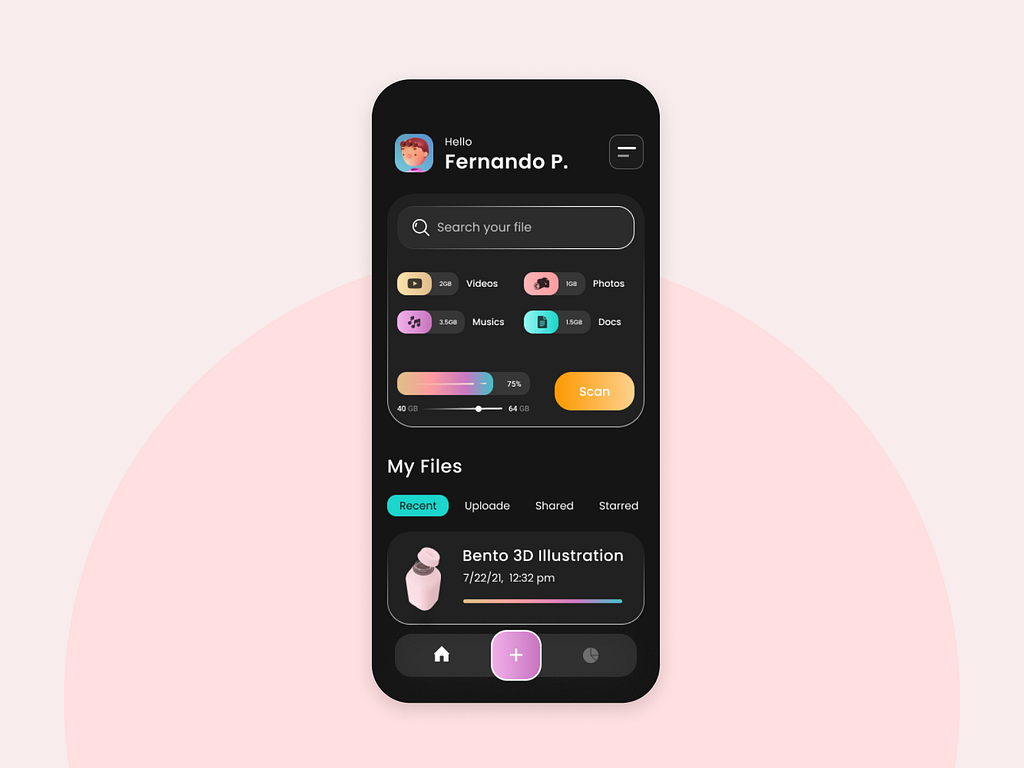 Hello
Fernando P.
Search your file
2GB Videos 1GB Photos
3.5GB Musics 1.5GB Docs
75%
Scan
40 GB 64 GB
My Files
Recent Uploade Shared Starred
Bento 3D Illustration
7/22/21, 12:32 pm
+